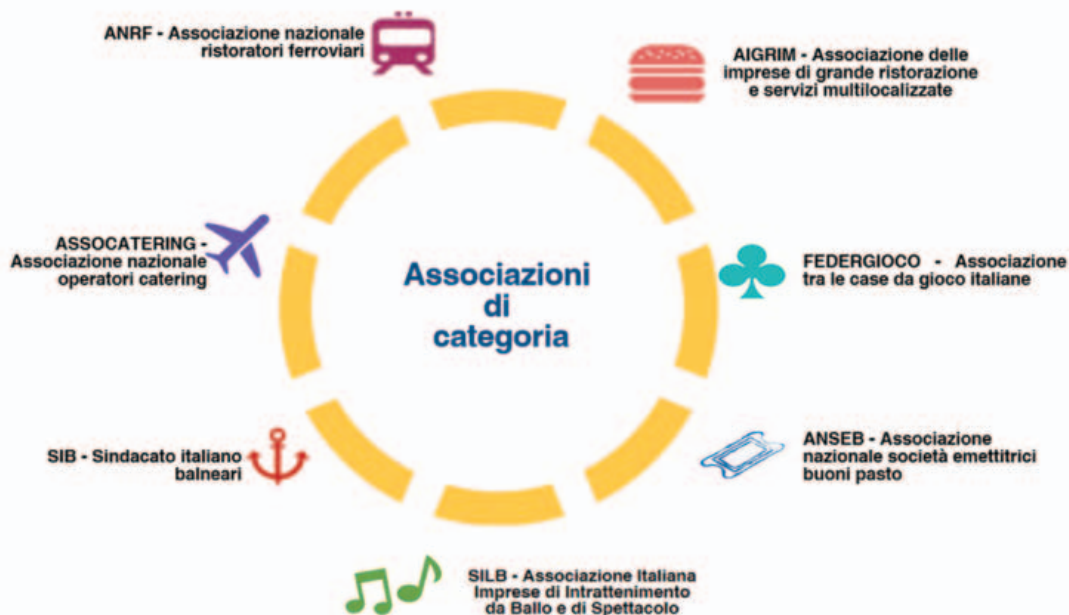 ANRF - Associazione nazionale
ristoratori ferroviari
AIGRIM - Associazione delle
imprese di grande ristorazione
e servizi multilocalizzate
ASSOCATERING -
Associazione nazionale
operatori catering
Associazioni
di
categoria
FEDERGIOCO - Associazione
tra le case da gioco italiane
SIB - Sindacato italiano
balneari
ANSEB - Associazione
nazionale società emettitrici
buoni pasto
SILB - Associazione Italiana
Imprese di Intrattenimento
da Ballo e di Spettacolo